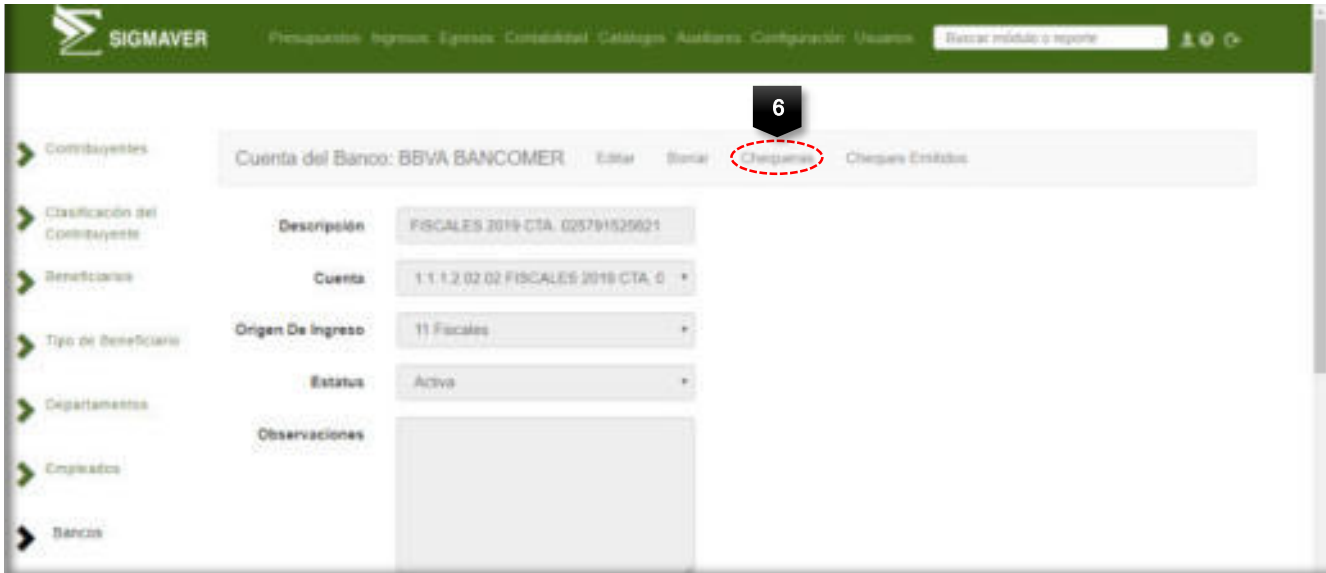 SIGMAVER
Presupuestos Ingresos Egresos Contabilidad Catálogos Auxiliares Configuración Usuarios
Buscar módulo o reporte
6
Contribuyentes
Cuenta del Banco: BBVA BANCOMER Editar Borrar Chequeras Cheques Emitidos
Clasificación del
Contribuyente
Descripción FISCALES 2019 CTA.
Beneficiarios
Cuenta 1.1.1.2.02.02 FISCALES 2019 CTA. 0
Origen De Ingreso 11 Fiscales
Tipo de Beneficiario
Estatus Activa
Departamentos
Observaciones
Empleados
Bancos